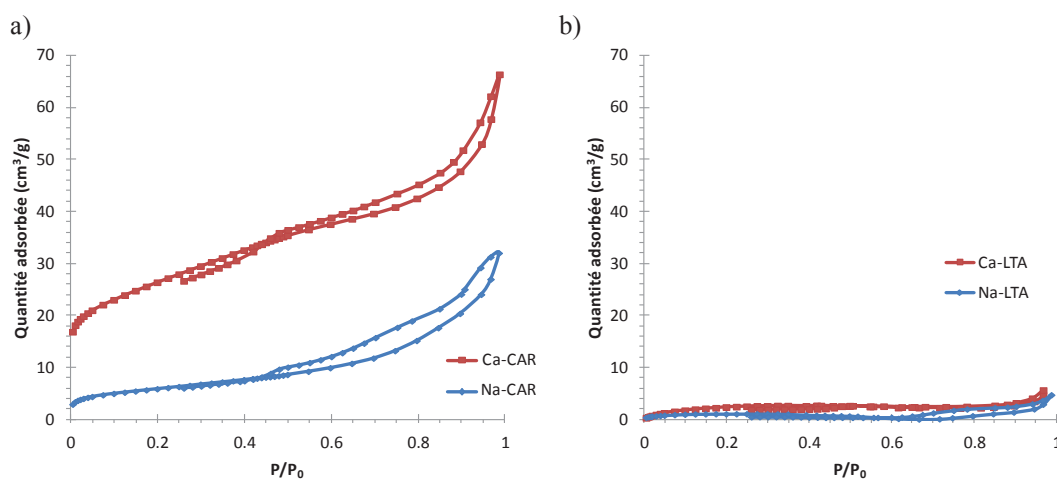 a)
Quantité adsorbée (cm³/g)
70
60
50
40
30
20
10
0
0
0.2
0.4
0.6
0.8
1
P/P₀
Ca-CAR
Na-CAR
b)
Quantité adsorbée (cm³/g)
70
60
50
40
30
20
10
0
0
0.2
0.4
0.6
0.8
1
P/P₀
Ca-LTA
Na-LTA